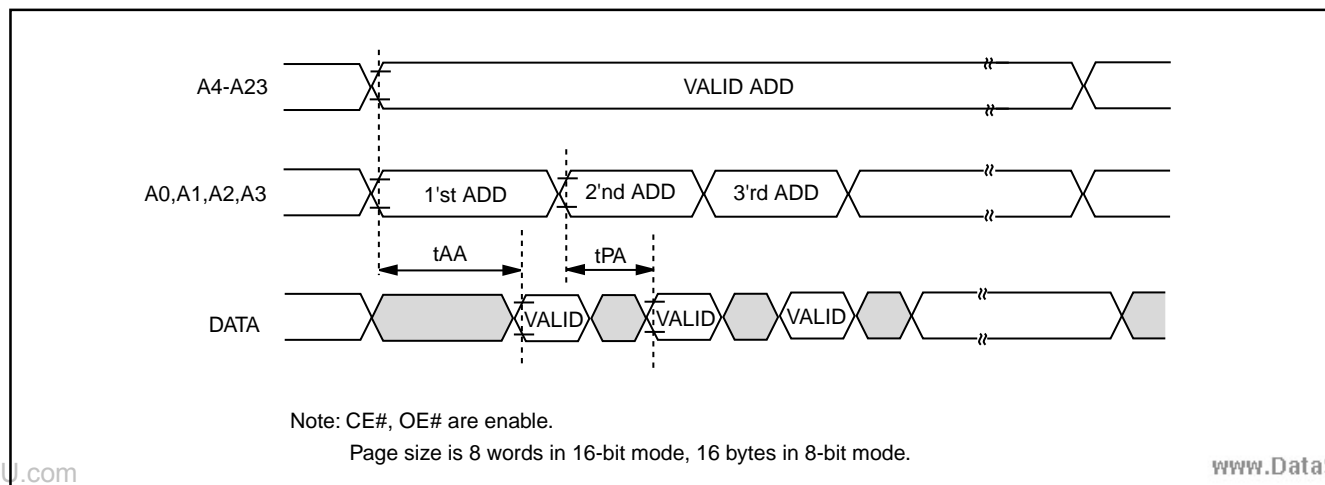 A4-A23
VALID ADD
A0,A1,A2,A3
1'st ADD
2'nd ADD
3'rd ADD
tAA
tPA
DATA
VALID
VALID
VALID
Note: CE#, OE# are enable.
Page size is 8 words in 16-bit mode, 16 bytes in 8-bit mode.
U.com
www.Data